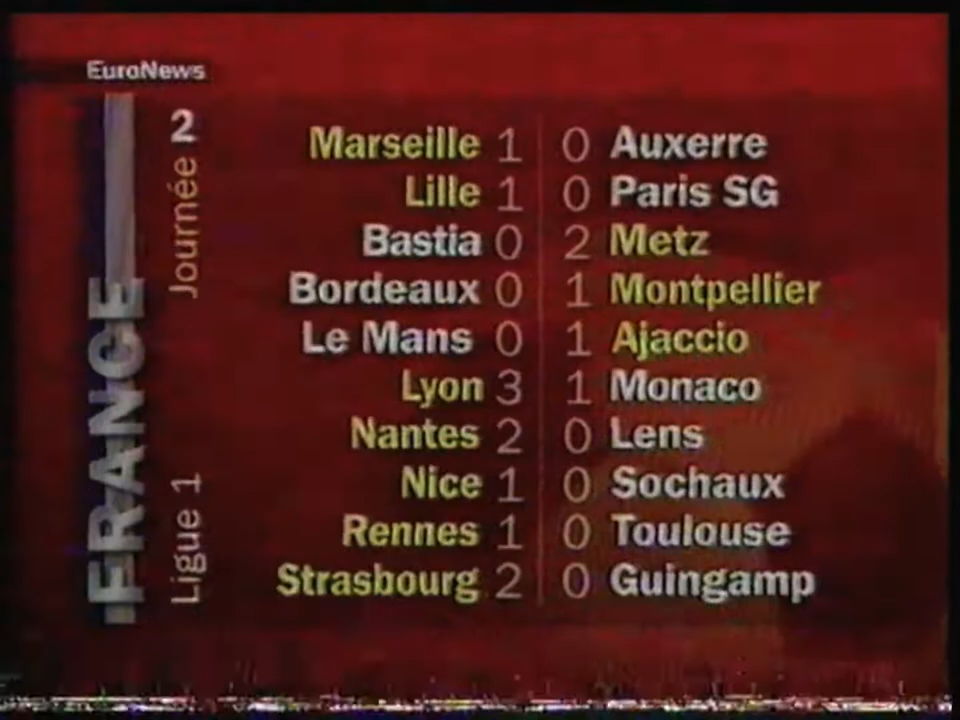 EuroNews
FRANCE
Ligue 1
Journée 2
Marseille 1 0 Auxerre
Lille 1 0 Paris SG
Bastia 0 2 Metz
Bordeaux 0 1 Montpellier
Le Mans 0 1 Ajaccio
Lyon 3 1 Monaco
Nantes 2 0 Lens
Nice 1 0 Sochaux
Rennes 1 0 Toulouse
Strasbourg 2 0 Guingamp